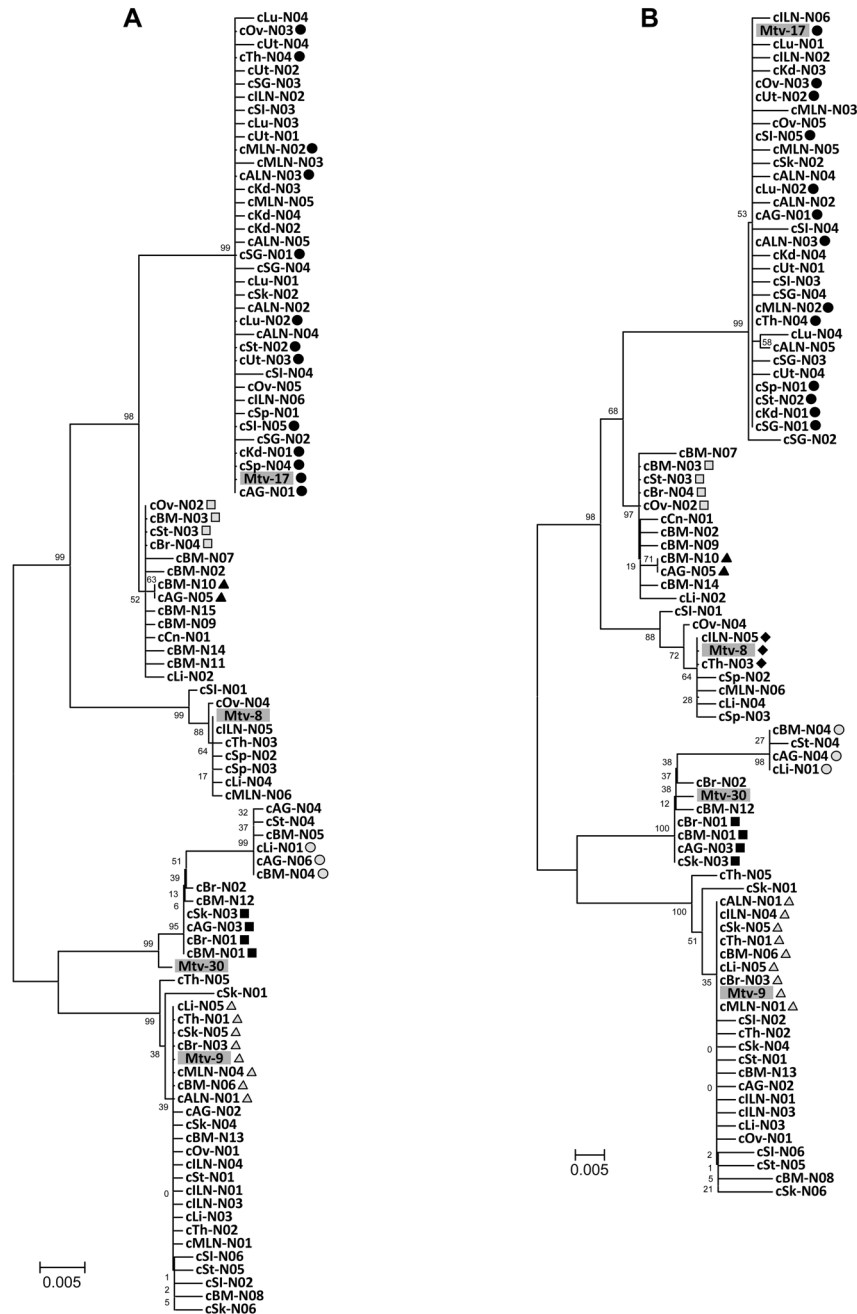 A
cLu-N04
cOv-N03
cUt-N04
cTh-N04
cUt-N02
cSG-N03
cILN-N02
cSI-N03
cLu-N03
cUt-N01
cMLN-N02
cMLN-N03
cALN-N03
cKd-N03
cMLN-N05
cKd-N04
cKd-N02
cALN-N05
99
cSG-N01
cSG-N04
cLu-N01
cSk-N02
cALN-N02
cLu-N02
cALN-N04
cSt-N02
cUt-N03
cSI-N04
cOv-N05
cILN-N06
cSp-N01
98
cSI-N05
cSG-N02
cKd-N01
cSp-N04
Mtv-17
cAG-N01
cOv-N02
cBM-N03
cSt-N03
cBr-N04
99
cBM-N07
cBM-N02
63
cBM-N10
cAG-N05
52
cBM-N15
cBM-N09
cCn-N01
cBM-N14
cBM-N11
cLi-N02
cSI-N01
99
cOv-N04
Mtv-8
88
cILN-N05
cTh-N03
64
cSp-N02
cSp-N03
17
cLi-N04
cMLN-N06
32
cAG-N04
37
cSt-N04
cBM-N05
99
cLi-N01
51
cAG-N06
39
cBM-N04
13
cBr-N02
6
cBM-N12
cSk-N03
95
cAG-N03
cBr-N01
99
cBM-N01
Mtv-30
cTh-N05
cSk-N01
99
cLi-N05
cTh-N01
cSk-N05
38
cBr-N03
Mtv-9
cMLN-N04
cBM-N06
39
cALN-N01
cAG-N02
cSk-N04
cBM-N13
cOv-N01
cILN-N04
cSt-N01
0
cILN-N01
cILN-N03
cLi-N03
cTh-N02
cMLN-N01
cSI-N06
1
cSt-N05
2
cSI-N02
5
cBM-N08
cSk-N06
0.005
B
cILN-N06
Mtv-17
cLu-N01
cILN-N02
cKd-N03
cOv-N03
cUt-N02
cMLN-N03
cOv-N05
cSI-N05
cMLN-N05
cSk-N02
cALN-N04
cLu-N02
cALN-N02
53
cAG-N01
cSI-N04
cALN-N03
cKd-N04
cUt-N01
cSI-N03
cSG-N04
cMLN-N02
cTh-N04
99
cLu-N04
58
cALN-N05
cSG-N03
cUt-N04
cSp-N01
cSt-N02
cKd-N01
68
cSG-N01
cSG-N02
cBM-N07
cBM-N03
cSt-N03
cBr-N04
cOv-N02
97
cCn-N01
98
cBM-N02
cBM-N09
71
cBM-N10
19
cAG-N05
cBM-N14
cLi-N02
cSI-N01
88
cOv-N04
cILN-N05
72
Mtv-8
cTh-N03
64
cSp-N02
cMLN-N06
28
cLi-N04
cSp-N03
cBM-N04
27
cSt-N04
cAG-N04
98
38
cLi-N01
37
cBr-N02
38
Mtv-30
12
cBM-N12
100
cBr-N01
cBM-N01
cAG-N03
cSk-N03
cTh-N05
cSk-N01
100
cALN-N01
cILN-N04
cSk-N05
51
cTh-N01
cBM-N06
cLi-N05
35
cBr-N03
Mtv-9
cMLN-N01
cSI-N02
cTh-N02
0
cSk-N04
cSt-N01
cBM-N13
0
cAG-N02
cILN-N01
cILN-N03
cLi-N03
cOv-N01
2
cSI-N06
1
cSt-N05
5
cBM-N08
21
cSk-N06
0.005